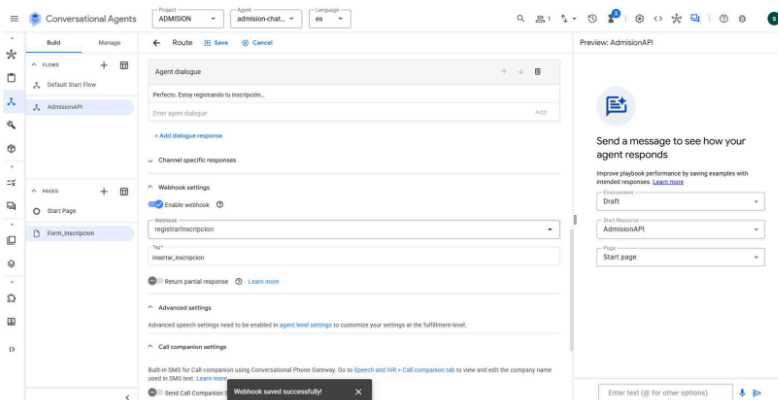 Conversational Agents
Project
ADMISION
Agent
admision-chat...
Language
es
1
Build
Manage
Route
Save
Cancel
Preview: AdmisionAPI
FLOWS
Default Start Flow
AdmisionAPI
PAGES
Start Page
Form_Inscripcion
Agent dialogue
Perfecto. Estoy registrando tu inscripción...
Enter agent dialogue
Add
+ Add dialogue response
Channel specific responses
Webhook settings
Enable webhook
Webhook
registrarInscripcion
Tag*
insertar_inscripcion
Return partial response
Learn more
Advanced settings
Advanced speech settings need to be enabled in agent level settings to customize your settings at the fulfillment-level.
Call companion settings
Built-in SMS for Call companion using Conversational Phone Gateway. Go to Speech and IVR > Call companion tab to view and edit the company name
used in SMS text. Learn more
Send Call Companion
Webhook saved successfully!
Send a message to see how your
agent responds
Improve playbook performance by saving examples with
intended responses. Learn more
Environment
Draft
Start Resource
AdmisionAPI
Page
Start page
Enter text (@ for other options)